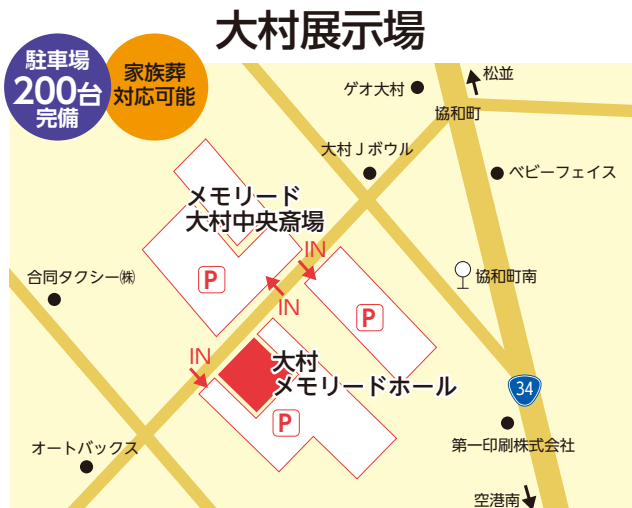 大村展示場
駐車場
200台
完備
家族葬
対応可能
松並
ゲオ大村
協和町
大村Ｊボウル
ベビーフェイス
メモリード
大村中央斎場
IN
合同タクシー㈱
P
IN
協和町南
P
IN
大村
メモリードホール
34
P
オートバックス
第一印刷株式会社
空港南